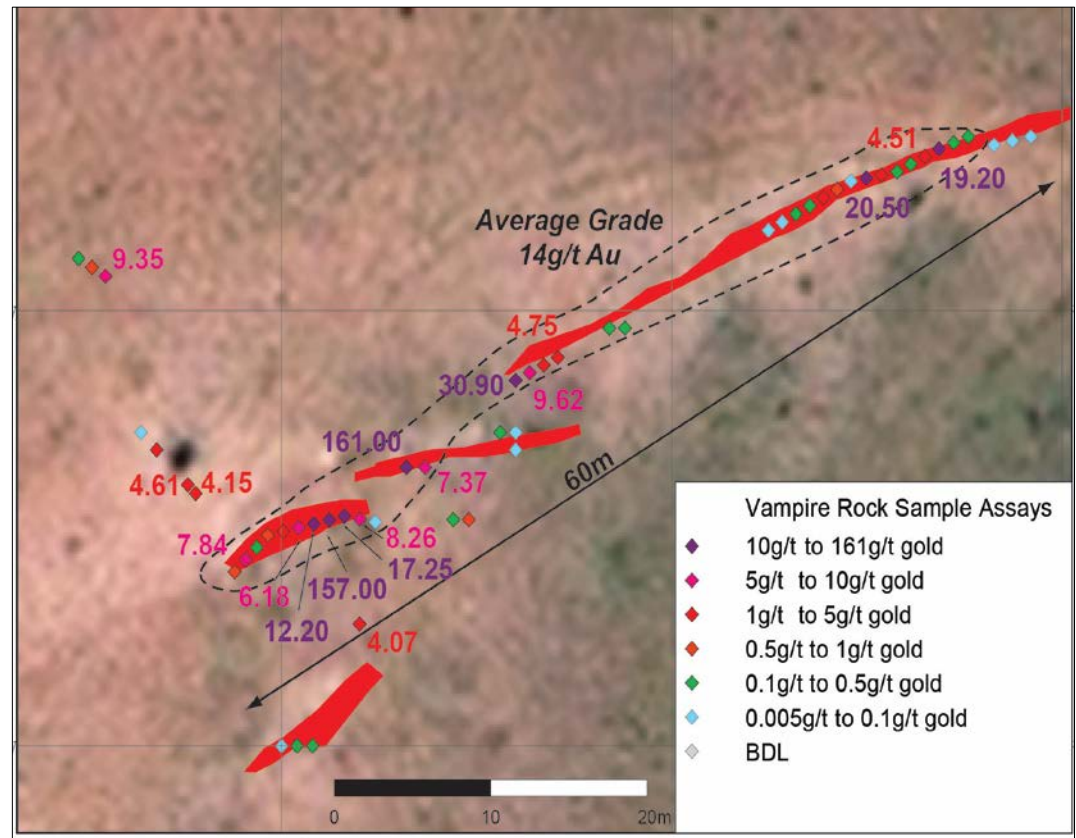 4.51
19.20
20.50
Average Grade
14g/t Au
9.35
4.75
30.90
9.62
161.00
7.37
60m
4.61
4.15
7.84
8.26
17.25
6.18
157.00
12.20
4.07
Vampire Rock Sample Assays
10g/t to 161g/t gold
5g/t to 10g/t gold
1g/t to 5g/t gold
0.5g/t to 1g/t gold
0.1g/t to 0.5g/t gold
0.005g/t to 0.1g/t gold
BDL
0
10
20m